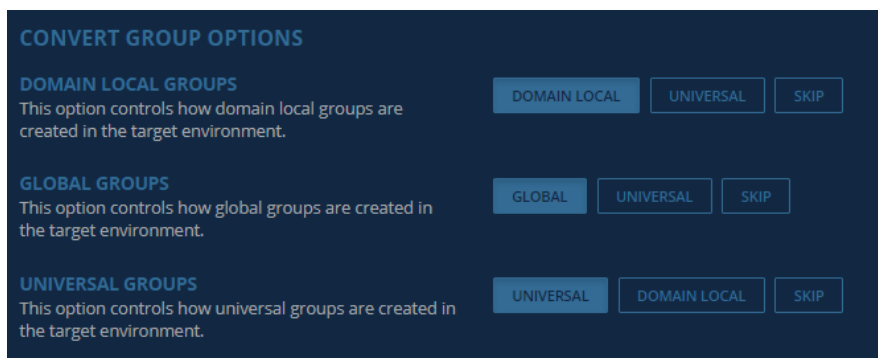 CONVERT GROUP OPTIONS
DOMAIN LOCAL GROUPS
This option controls how domain local groups are
created in the target environment.
DOMAIN LOCAL UNIVERSAL SKIP
GLOBAL GROUPS
This option controls how global groups are created in
the target environment.
GLOBAL UNIVERSAL SKIP
UNIVERSAL GROUPS
This option controls how universal groups are created in
the target environment.
UNIVERSAL DOMAIN LOCAL SKIP